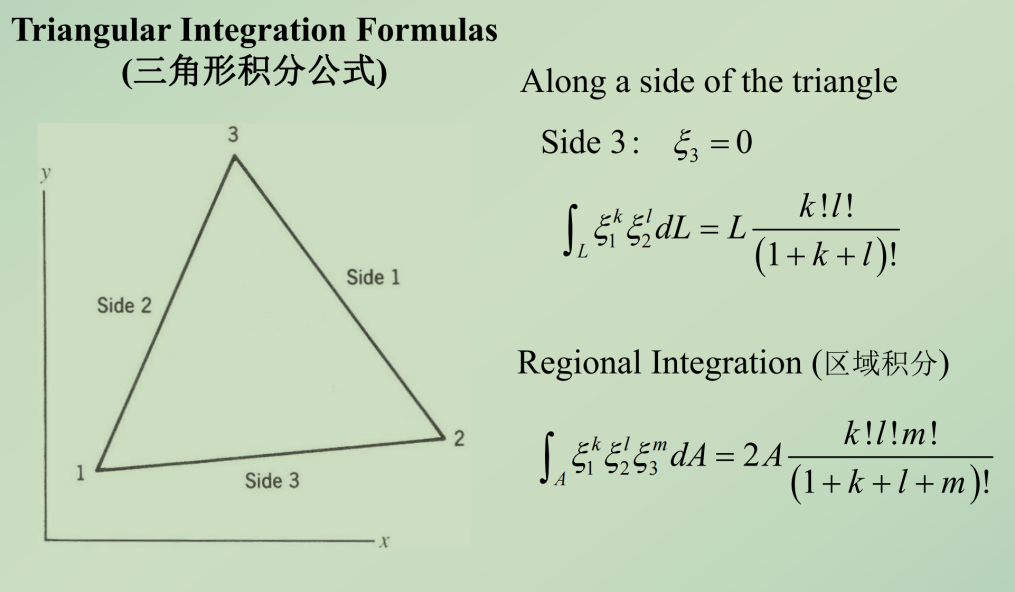 Triangular Integration Formulas
(三角形积分公式)
Along a side of the triangle
Side 3: ξ₃ = 0
∫_L ξ₁^k ξ₂^l dL = L k!l! / (1+k+l)!
Regional Integration (区域积分)
∫_A ξ₁^k ξ₂^l ξ₃^m dA = 2A k!l!m! / (1+k+l+m)!
3
y
Side 1
Side 2
2
1
Side 3
x